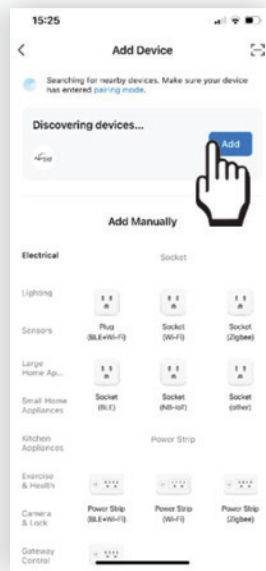 15:25
Add Device
Searching for nearby devices. Make sure your device
has entered pairing mode.
Discovering devices...
Add
Add Manually
Electrical
Socket
Lighting
Plug
(BLE+Wi-Fi)
Socket
(Wi-Fi)
Socket
(Zigbee)
Sensors
Large
Home Ap...
Socket
(BLE)
Socket
(NB-IoT)
Socket
(other)
Small Home
Appliances
Kitchen
Appliances
Power Strip
Exercise
& Health
Power Strip
(BLE+Wi-Fi)
Power Strip
(Wi-Fi)
Power Strip
(Zigbee)
Camera
& Lock
Gateway
Control